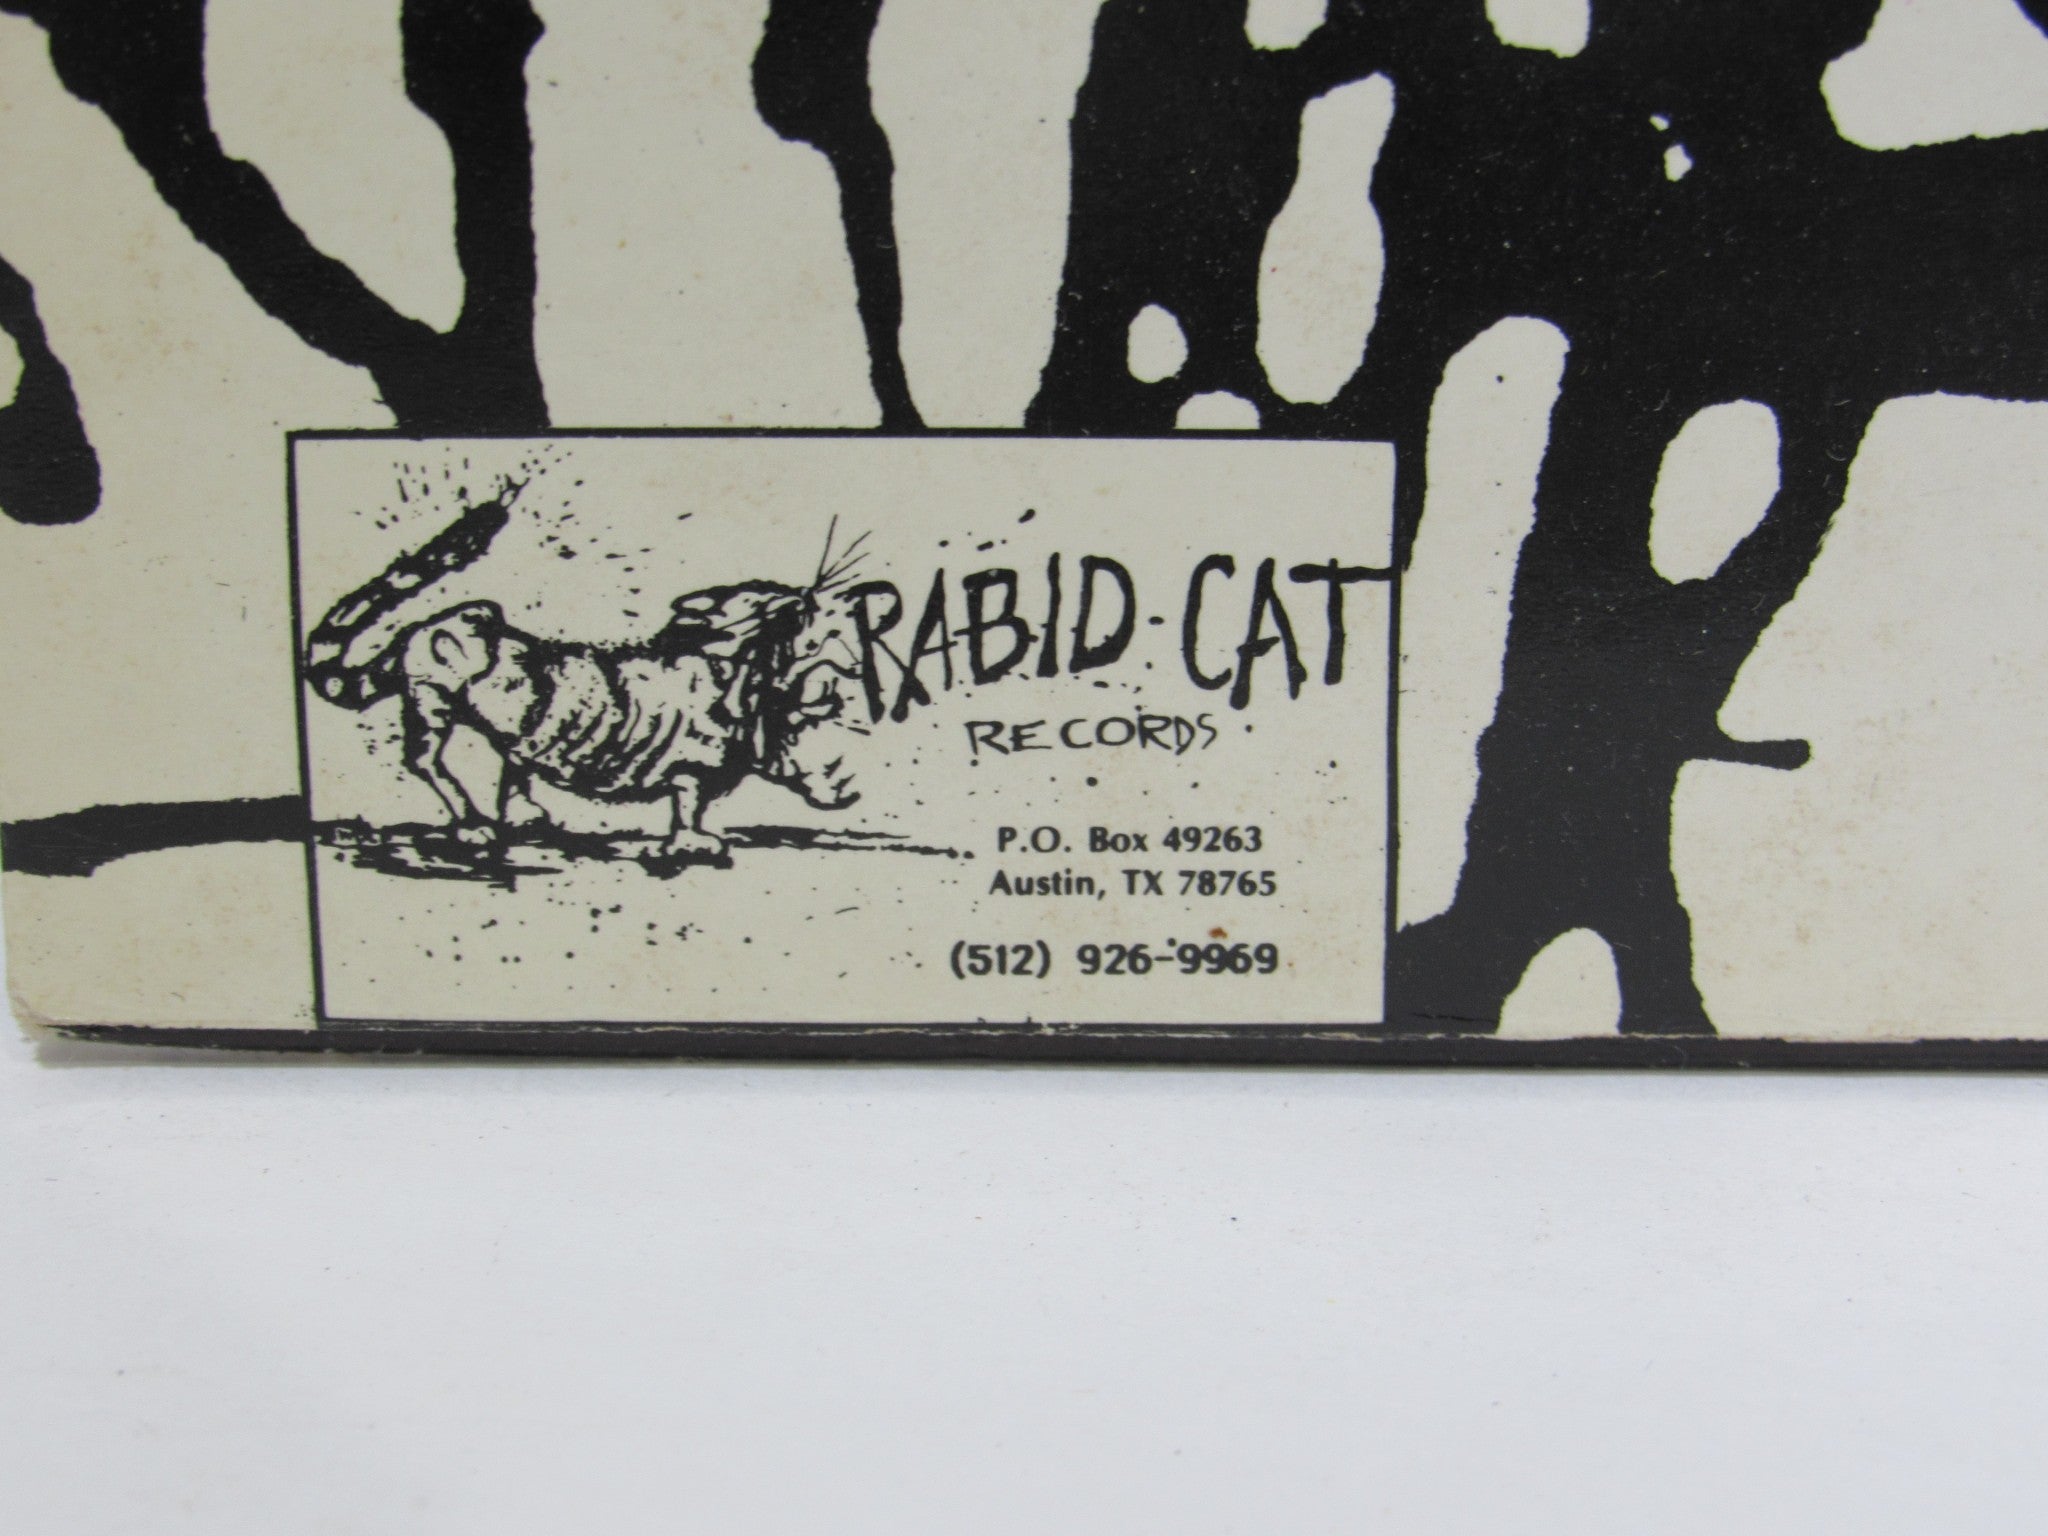 RABID CAT
RECORDS
P.O. Box 49263
Austin, TX 78765
(512) 926-9969